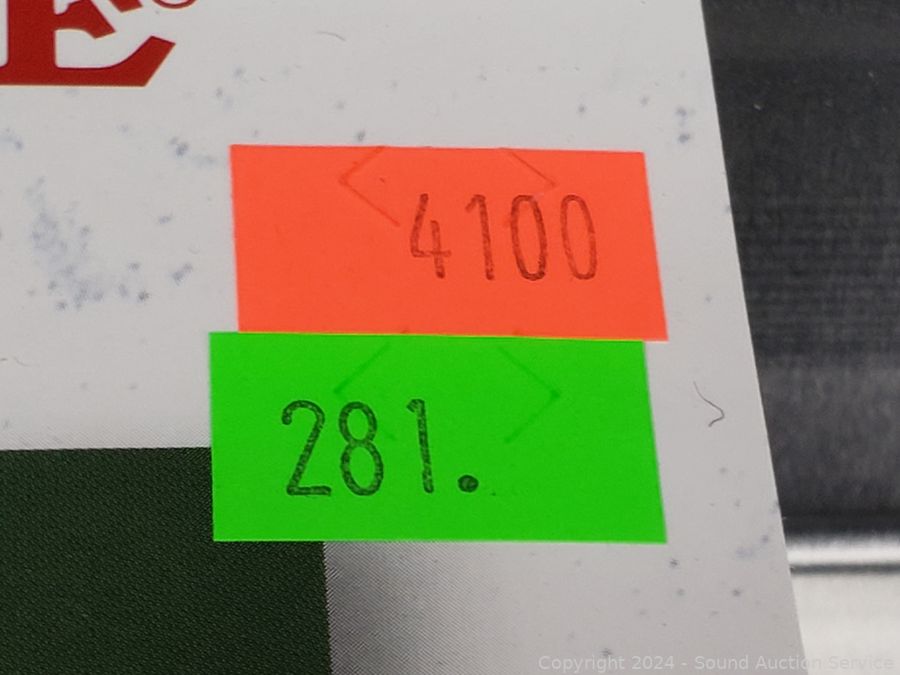 E
4100
281.
Copyright 2024 - Sound Auction Service